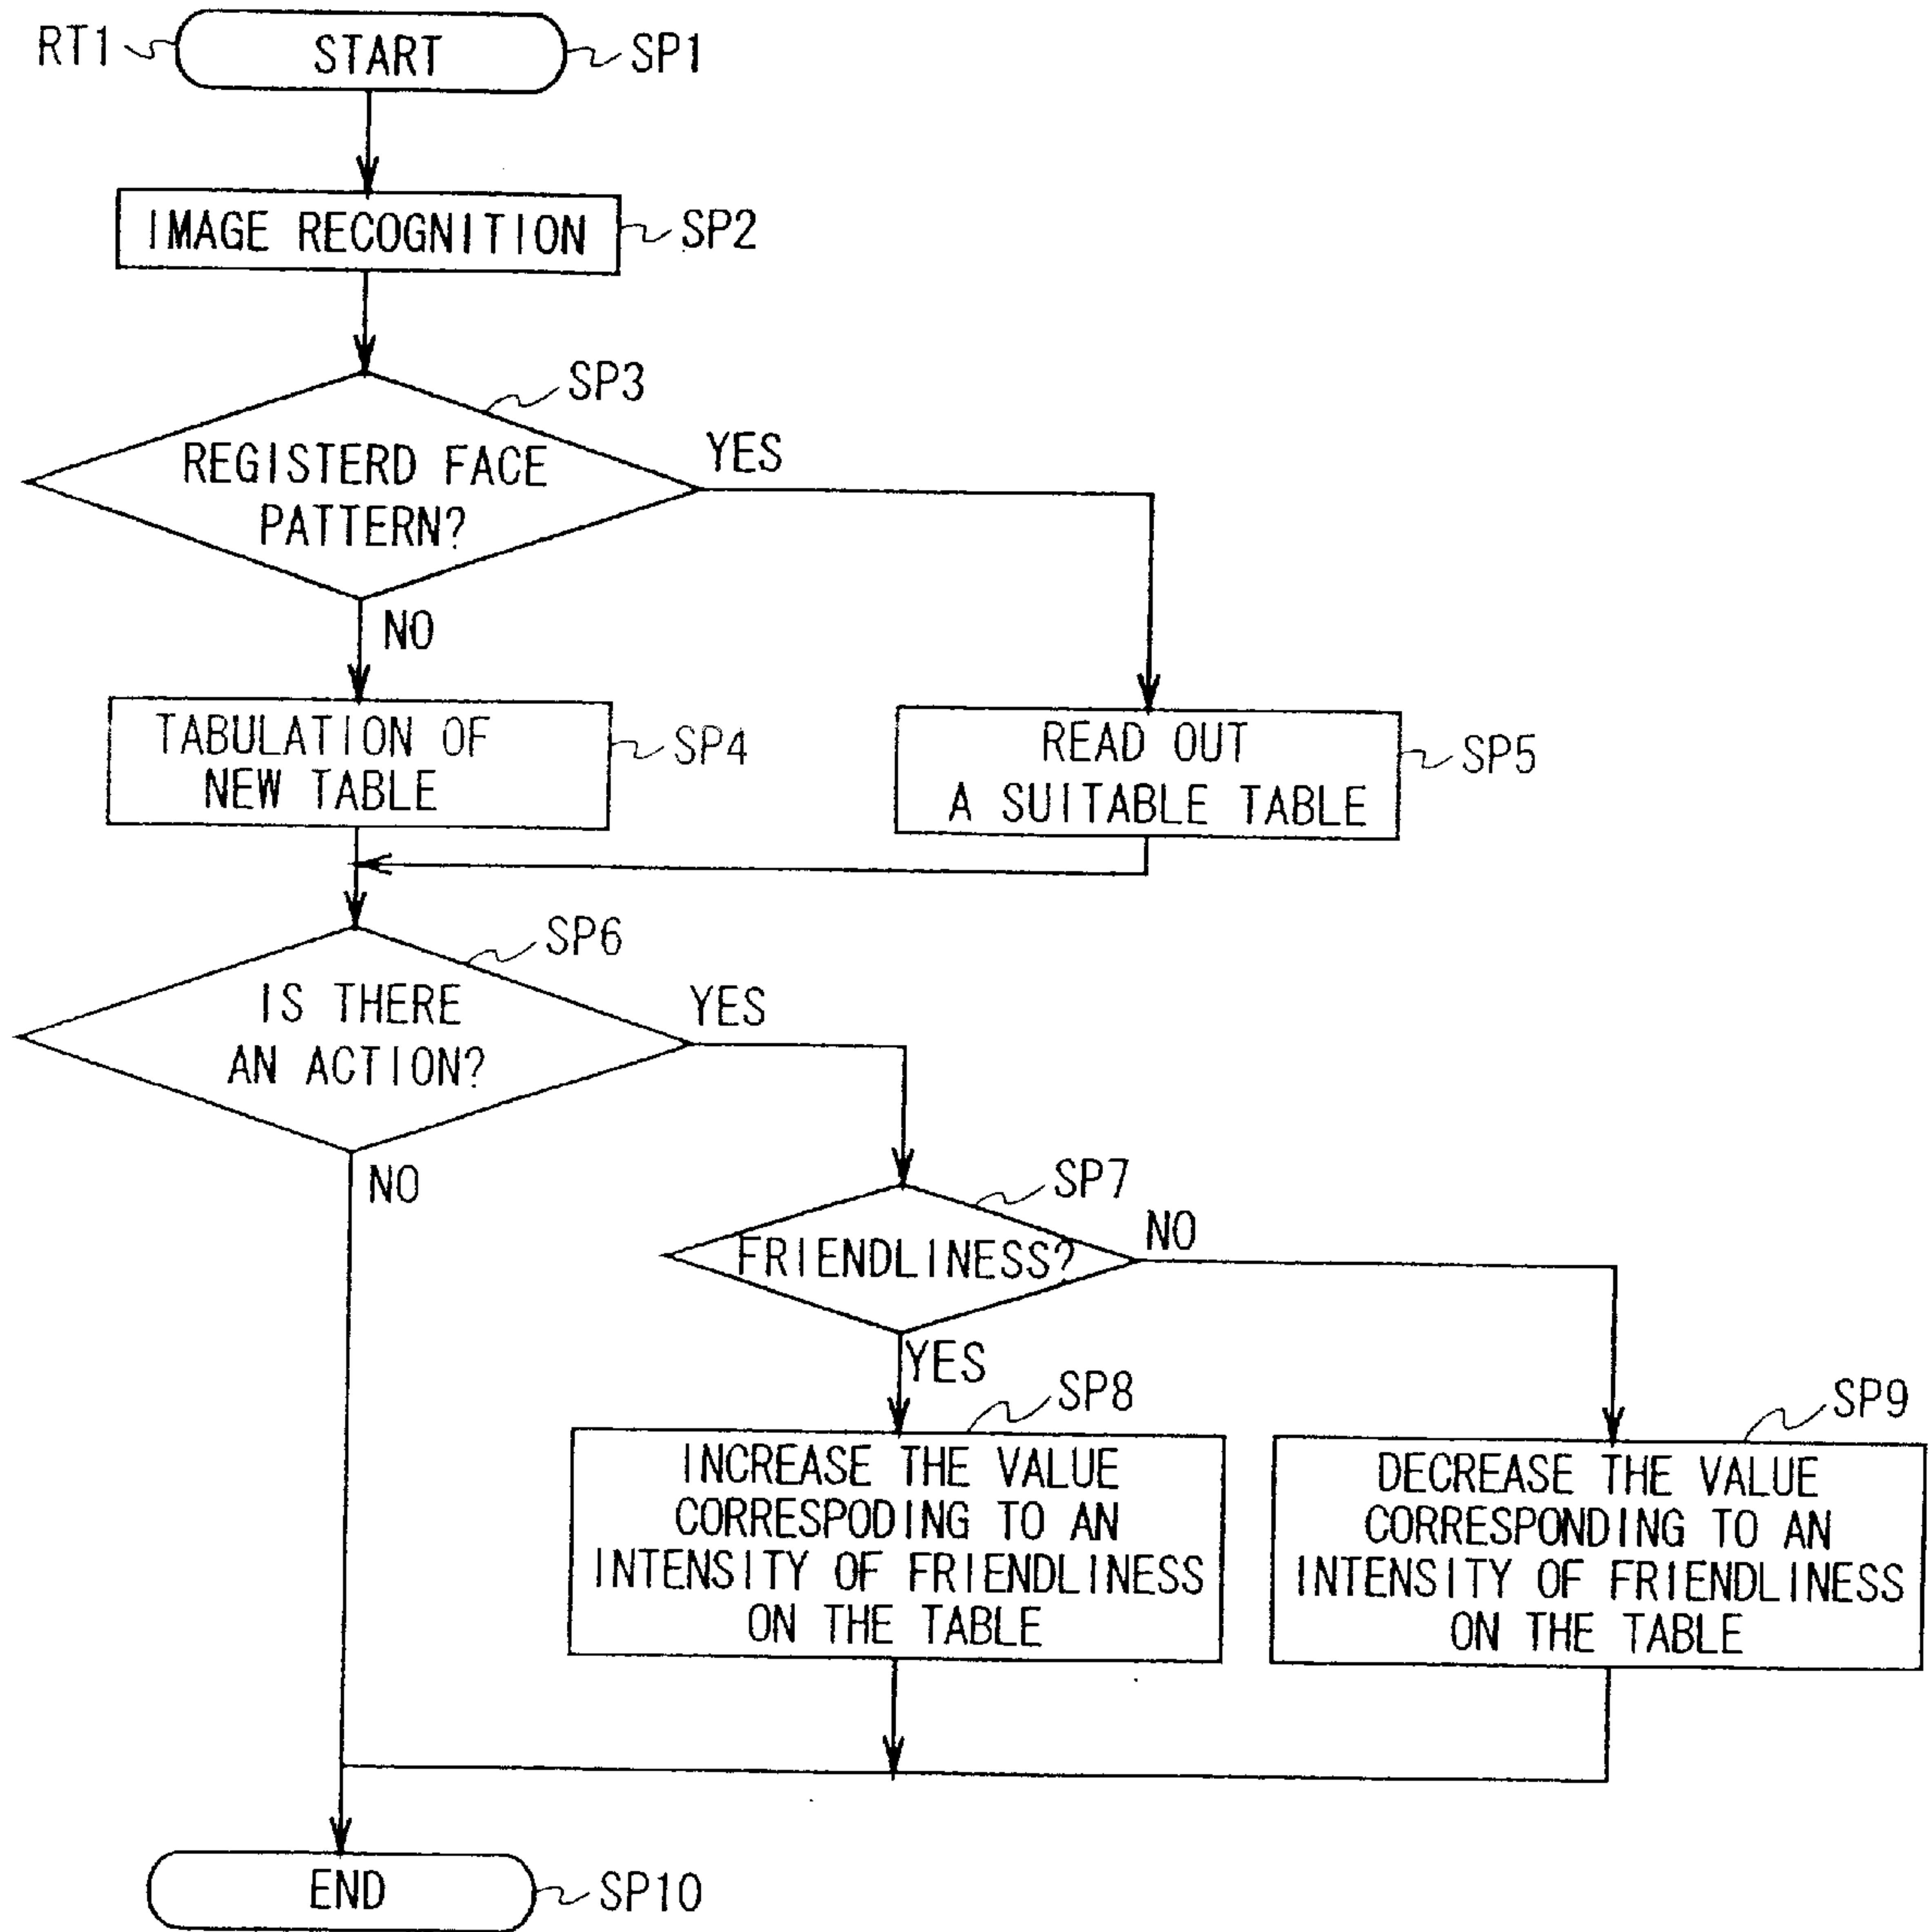 RT1
START
SP1
IMAGE RECOGNITION
SP2
SP3
REGISTERD FACE
PATTERN?
YES
NO
TABULATION OF
NEW TABLE
SP4
READ OUT
A SUITABLE TABLE
SP5
SP6
IS THERE
AN ACTION?
YES
NO
SP7
FRIENDLINESS?
NO
YES
SP8
INCREASE THE VALUE
CORRESPODING TO AN
INTENSITY OF FRIENDLINESS
ON THE TABLE
SP9
DECREASE THE VALUE
CORRESPONDING TO AN
INTENSITY OF FRIENDLINESS
ON THE TABLE
END
SP10